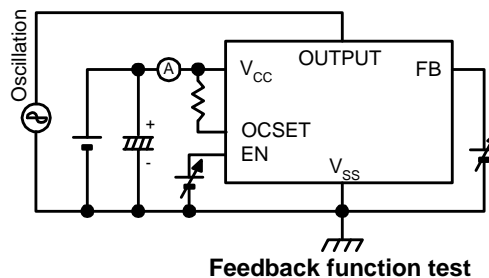 Oscillation
OUTPUT
A
VCC
FB
+
-
OCSET
EN
VSS
Feedback function test